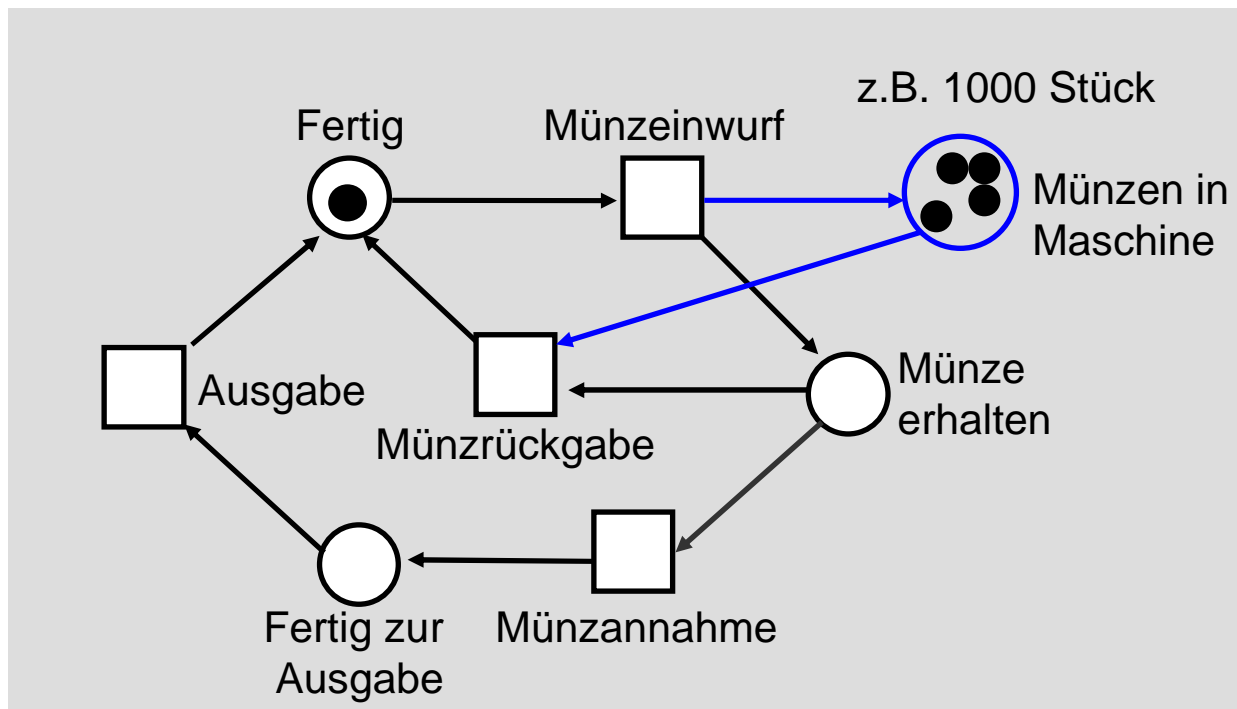 z.B. 1000 Stück
Fertig
Münzeinwurf
Münzen in
Maschine
Ausgabe
Münzrückgabe
Münze
erhalten
Fertig zur
Ausgabe
Münzannahme